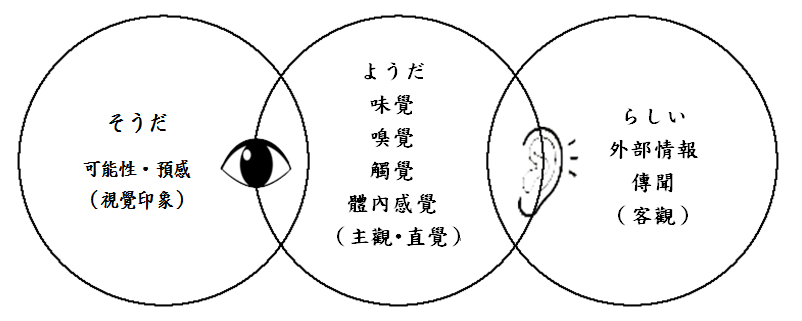 そうだ
可能性・預感
（視覺印象）
ようだ
味覺
嗅覺
觸覺
體內感覺
（主觀・直覺）
らしい
外部情報
傳聞
（客觀）